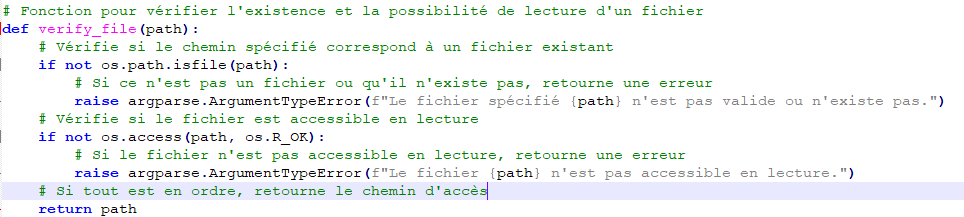 # Fonction pour vérifier l'existence et la possibilité de lecture d'un fichier
def verify_file(path):
    # Vérifie si le chemin spécifié correspond à un fichier existant
    if not os.path.isfile(path):
        # Si ce n'est pas un fichier ou qu'il n'existe pas, retourne une erreur
        raise argparse.ArgumentTypeError(f"Le fichier spécifié {path} n'est pas valide ou n'existe pas.")
    # Vérifie si le fichier est accessible en lecture
    if not os.access(path, os.R_OK):
        # Si le fichier n'est pas accessible en lecture, retourne une erreur
        raise argparse.ArgumentTypeError(f"Le fichier {path} n'est pas accessible en lecture.")
    # Si tout est en ordre, retourne le chemin d'accès
    return path